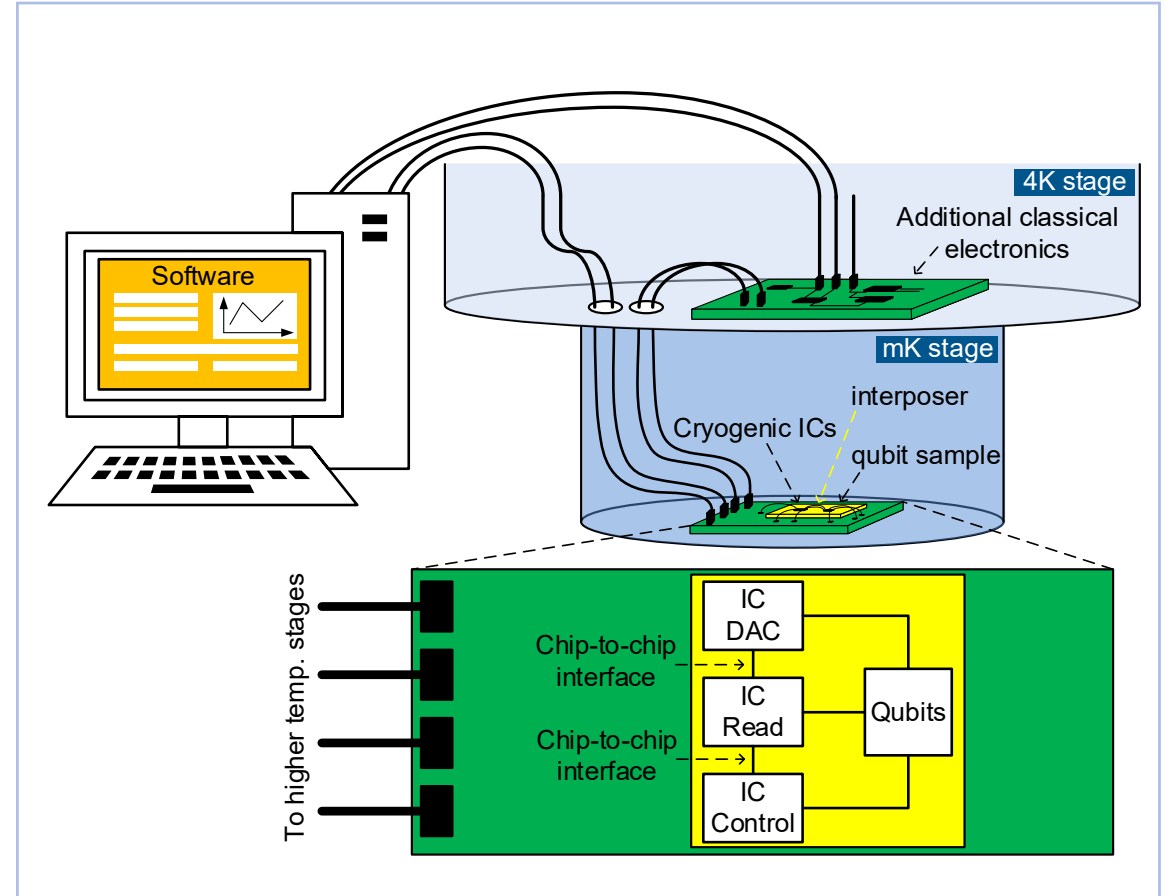 4K stage
Additional classical
electronics
Software
mK stage
interposer
Cryogenic ICs
qubit sample
To higher temp. stages
IC
DAC
Chip-to-chip
interface
IC
Read
Qubits
Chip-to-chip
interface
IC
Control